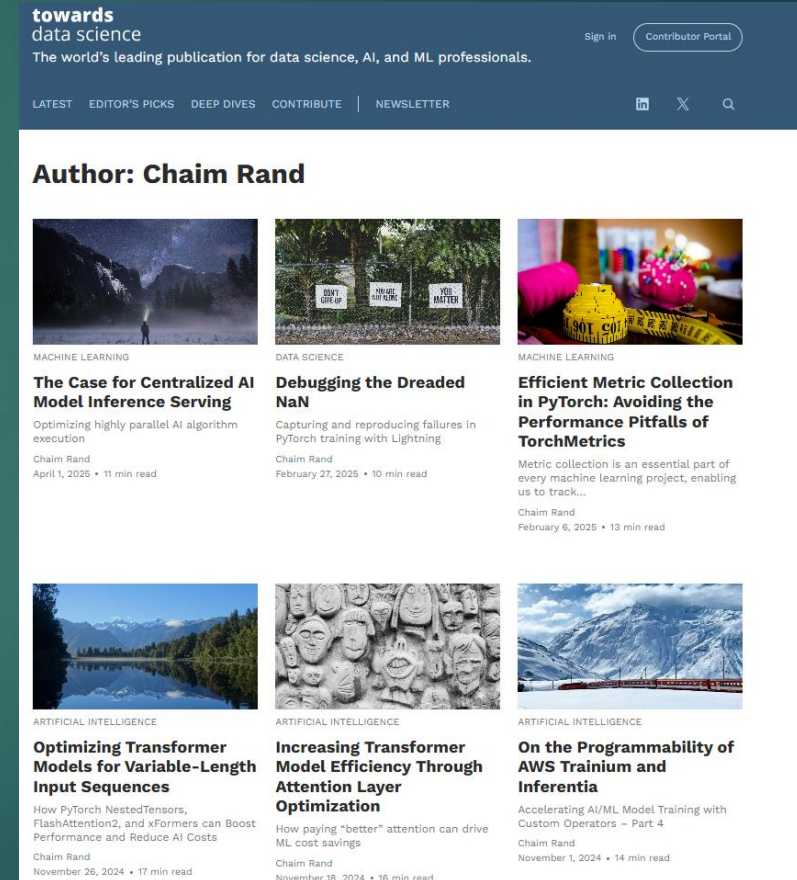 towards
data science
The world's leading publication for data science, AI, and ML professionals.
Sign in
Contributor Portal
LATEST
EDITOR'S PICKS
DEEP DIVES
CONTRIBUTE
NEWSLETTER
Author: Chaim Rand
MACHINE LEARNING
The Case for Centralized AI
Model Inference Serving
Optimizing highly parallel AI algorithm
execution
Chaim Rand
April 1, 2025 • 11 min read
DON'T
GIVE UP
YOU ARE
NOT ALONE
YOU
MATTER
DATA SCIENCE
Debugging the Dreaded
NaN
Capturing and reproducing failures in
PyTorch training with Lightning
Chaim Rand
February 27, 2025 • 10 min read
MACHINE LEARNING
Efficient Metric Collection
in PyTorch: Avoiding the
Performance Pitfalls of
TorchMetrics
Metric collection is an essential part of
every machine learning project, enabling
us to track…
Chaim Rand
February 6, 2025 • 13 min read
ARTIFICIAL INTELLIGENCE
Optimizing Transformer
Models for Variable-Length
Input Sequences
How PyTorch NestedTensors,
FlashAttention2, and xFormers can Boost
Performance and Reduce AI Costs
Chaim Rand
November 26, 2024 • 17 min read
ARTIFICIAL INTELLIGENCE
Increasing Transformer
Model Efficiency Through
Attention Layer
Optimization
How paying “better” attention can drive
ML cost savings
Chaim Rand
November 18, 2024 • 16 min read
ARTIFICIAL INTELLIGENCE
On the Programmability of
AWS Trainium and
Inferentia
Accelerating AI/ML Model Training with
Custom Operators – Part 4
Chaim Rand
November 1, 2024 • 14 min read